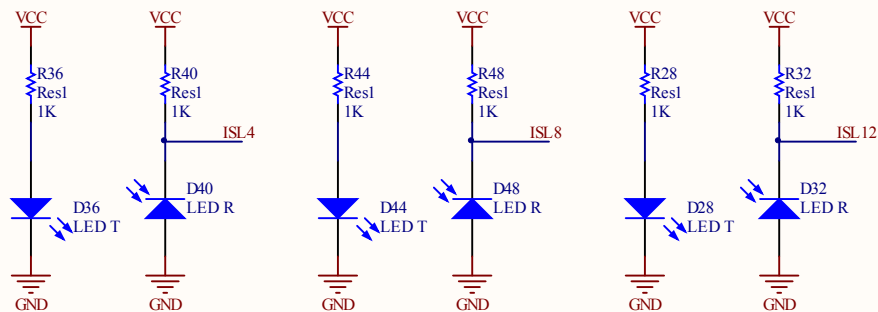 VCC
R36
Res1
1K
D36
LED T
GND
VCC
R40
Res1
1K
ISL4
D40
LED R
GND
VCC
R44
Res1
1K
D44
LED T
GND
VCC
R48
Res1
1K
ISL8
D48
LED R
GND
VCC
R28
Res1
1K
D28
LED T
GND
VCC
R32
Res1
1K
ISL12
D32
LED R
GND